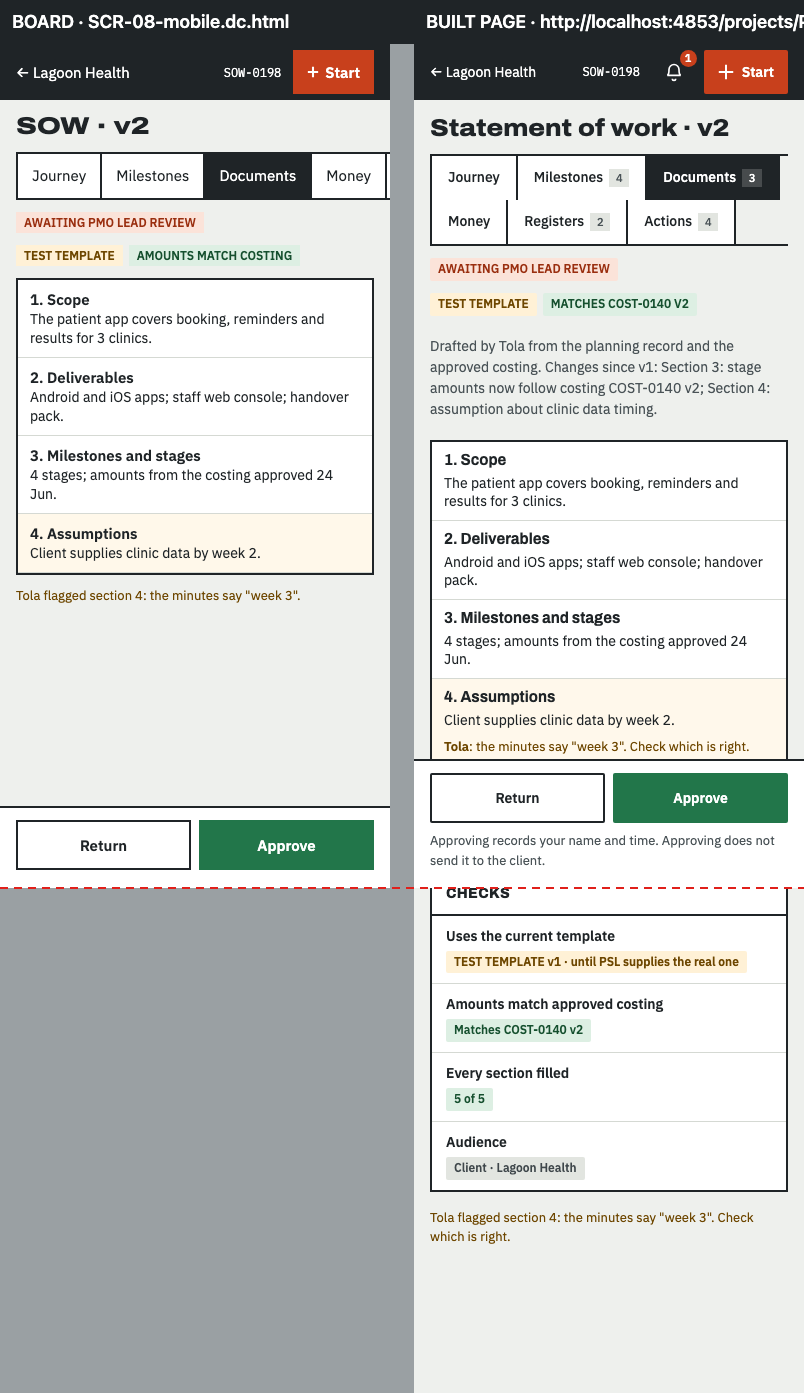 BOARD · SCR-08-mobile.dc.html
← Lagoon Health
SOW-0198
+ Start
SOW · v2
Journey
Milestones
Documents
Money
AWAITING PMO LEAD REVIEW
TEST TEMPLATE
AMOUNTS MATCH COSTING
1. Scope
The patient app covers booking, reminders and
results for 3 clinics.
2. Deliverables
Android and iOS apps; staff web console; handover
pack.
3. Milestones and stages
4 stages; amounts from the costing approved 24
Jun.
4. Assumptions
Client supplies clinic data by week 2.
Tola flagged section 4: the minutes say "week 3".
Return
Approve
BUILT PAGE · http://localhost:4853/projects/
← Lagoon Health
SOW-0198
1
+ Start
Statement of work · v2
Journey
Milestones 4
Documents 3
Money
Registers 2
Actions 4
AWAITING PMO LEAD REVIEW
TEST TEMPLATE
MATCHES COST-0140 V2
Drafted by Tola from the planning record and the
approved costing. Changes since v1: Section 3: stage
amounts now follow costing COST-0140 v2; Section 4:
assumption about clinic data timing.
1. Scope
The patient app covers booking, reminders and
results for 3 clinics.
2. Deliverables
Android and iOS apps; staff web console; handover
pack.
3. Milestones and stages
4 stages; amounts from the costing approved 24
Jun.
4. Assumptions
Client supplies clinic data by week 2.
Tola: the minutes say "week 3". Check which is right.
Return
Approve
Approving records your name and time. Approving does not
send it to the client.
CHECKS
Uses the current template
TEST TEMPLATE v1 · until PSL supplies the real one
Amounts match approved costing
Matches COST-0140 v2
Every section filled
5 of 5
Audience
Client · Lagoon Health
Tola flagged section 4: the minutes say "week 3". Check
which is right.